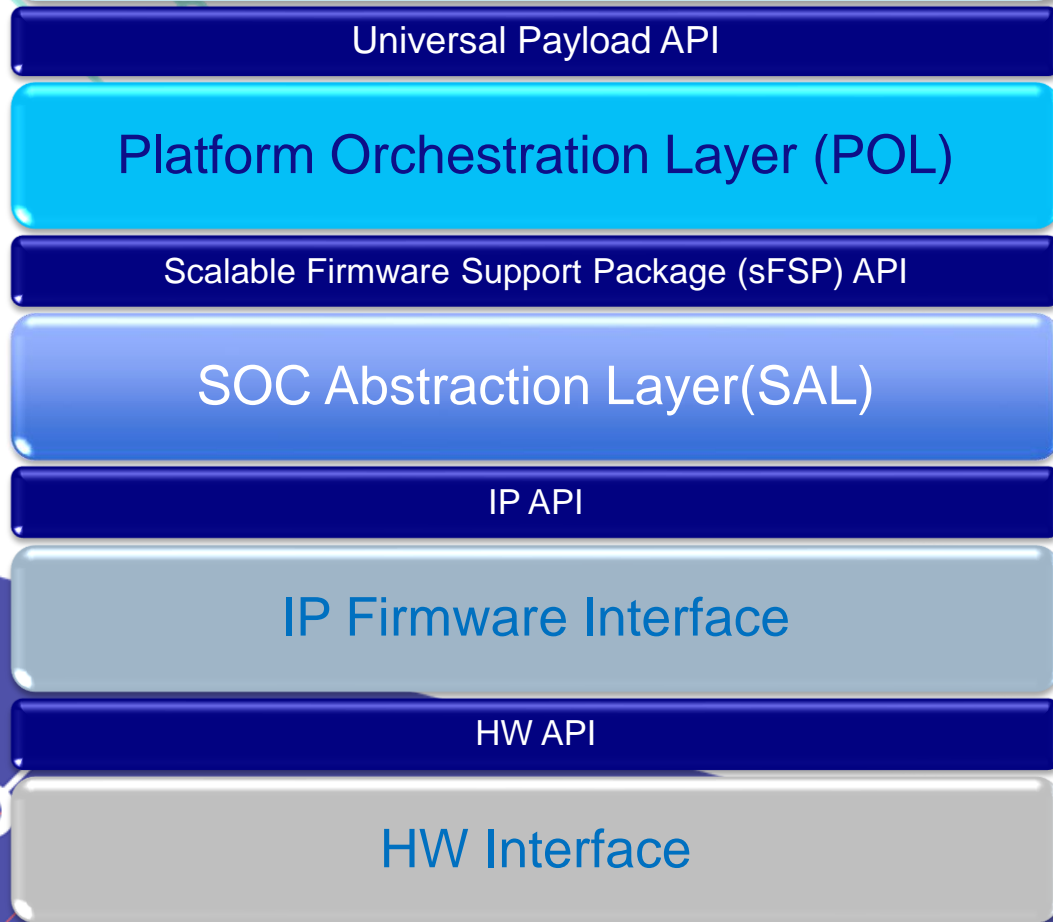 Universal Payload API
Platform Orchestration Layer (POL)
Scalable Firmware Support Package (sFSP) API
SOC Abstraction Layer(SAL)
IP API
IP Firmware Interface
HW API
HW Interface